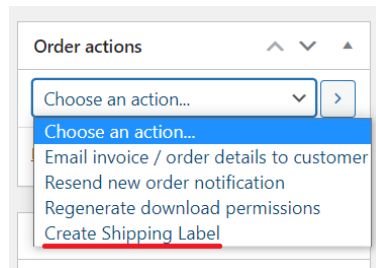 Order actions
Choose an action...
Choose an action...
Email invoice / order details to customer
Resend new order notification
Regenerate download permissions
Create Shipping Label